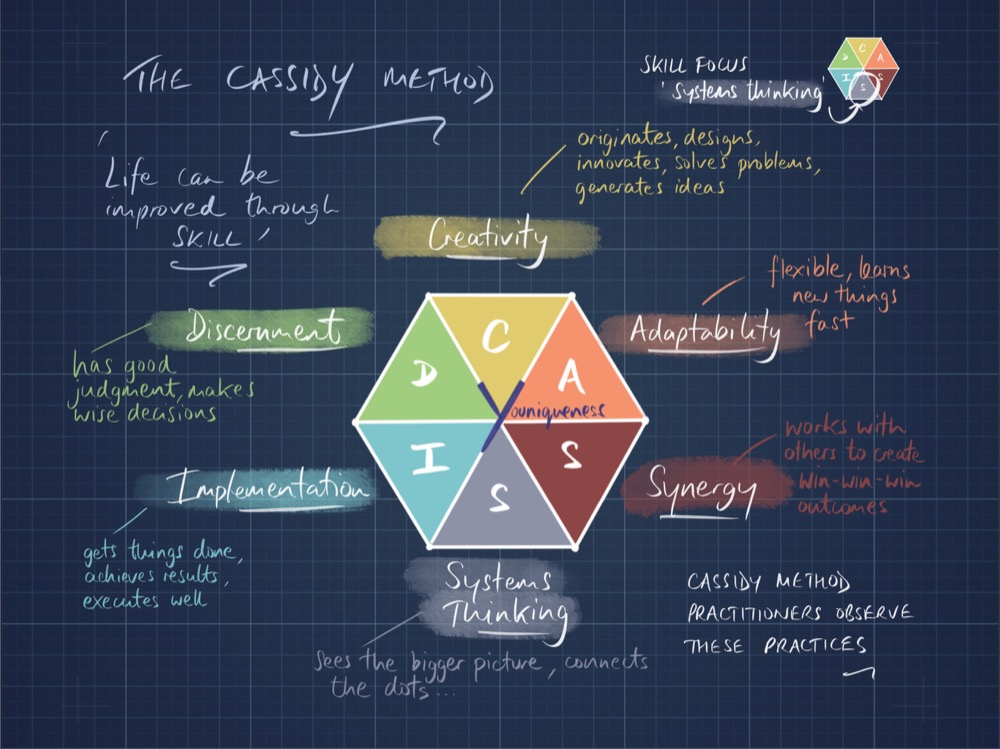 THE CASSIDY METHOD
'Life can be
improved through
SKILL'
SKILL FOCUS
'Systems thinking'
C
D
A
I
S
S
originates, designs,
innovates, solves problems,
generates ideas
Creativity
flexible, learns
new things
fast
Adaptability
Discernment
has good
judgment, makes
wise decisions
C
D
A
Youniqueness
I
S
S
works with
others to create
win-win-win
outcomes
Synergy
Implementation
gets things done,
achieves results,
executes well
Systems
Thinking
sees the bigger picture, connects
the dots...
CASSIDY METHOD
PRACTITIONERS OBSERVE
THESE PRACTICES